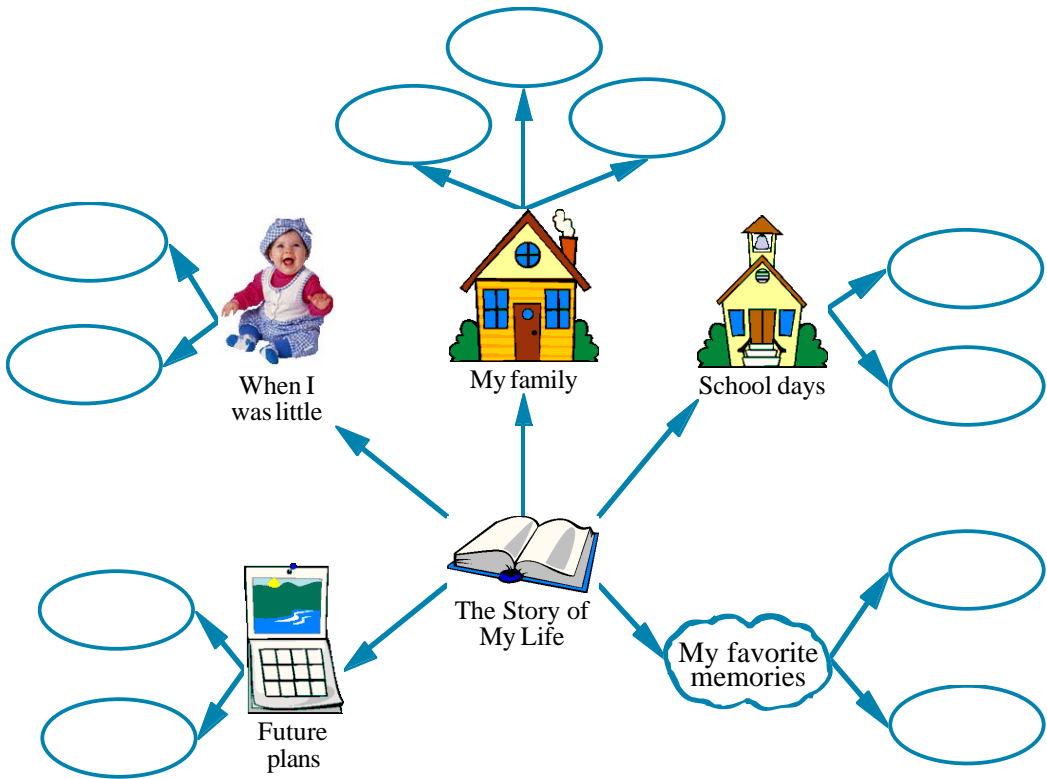 When I
was little
My family
School days
The Story of
My Life
My favorite
memories
Future
plans